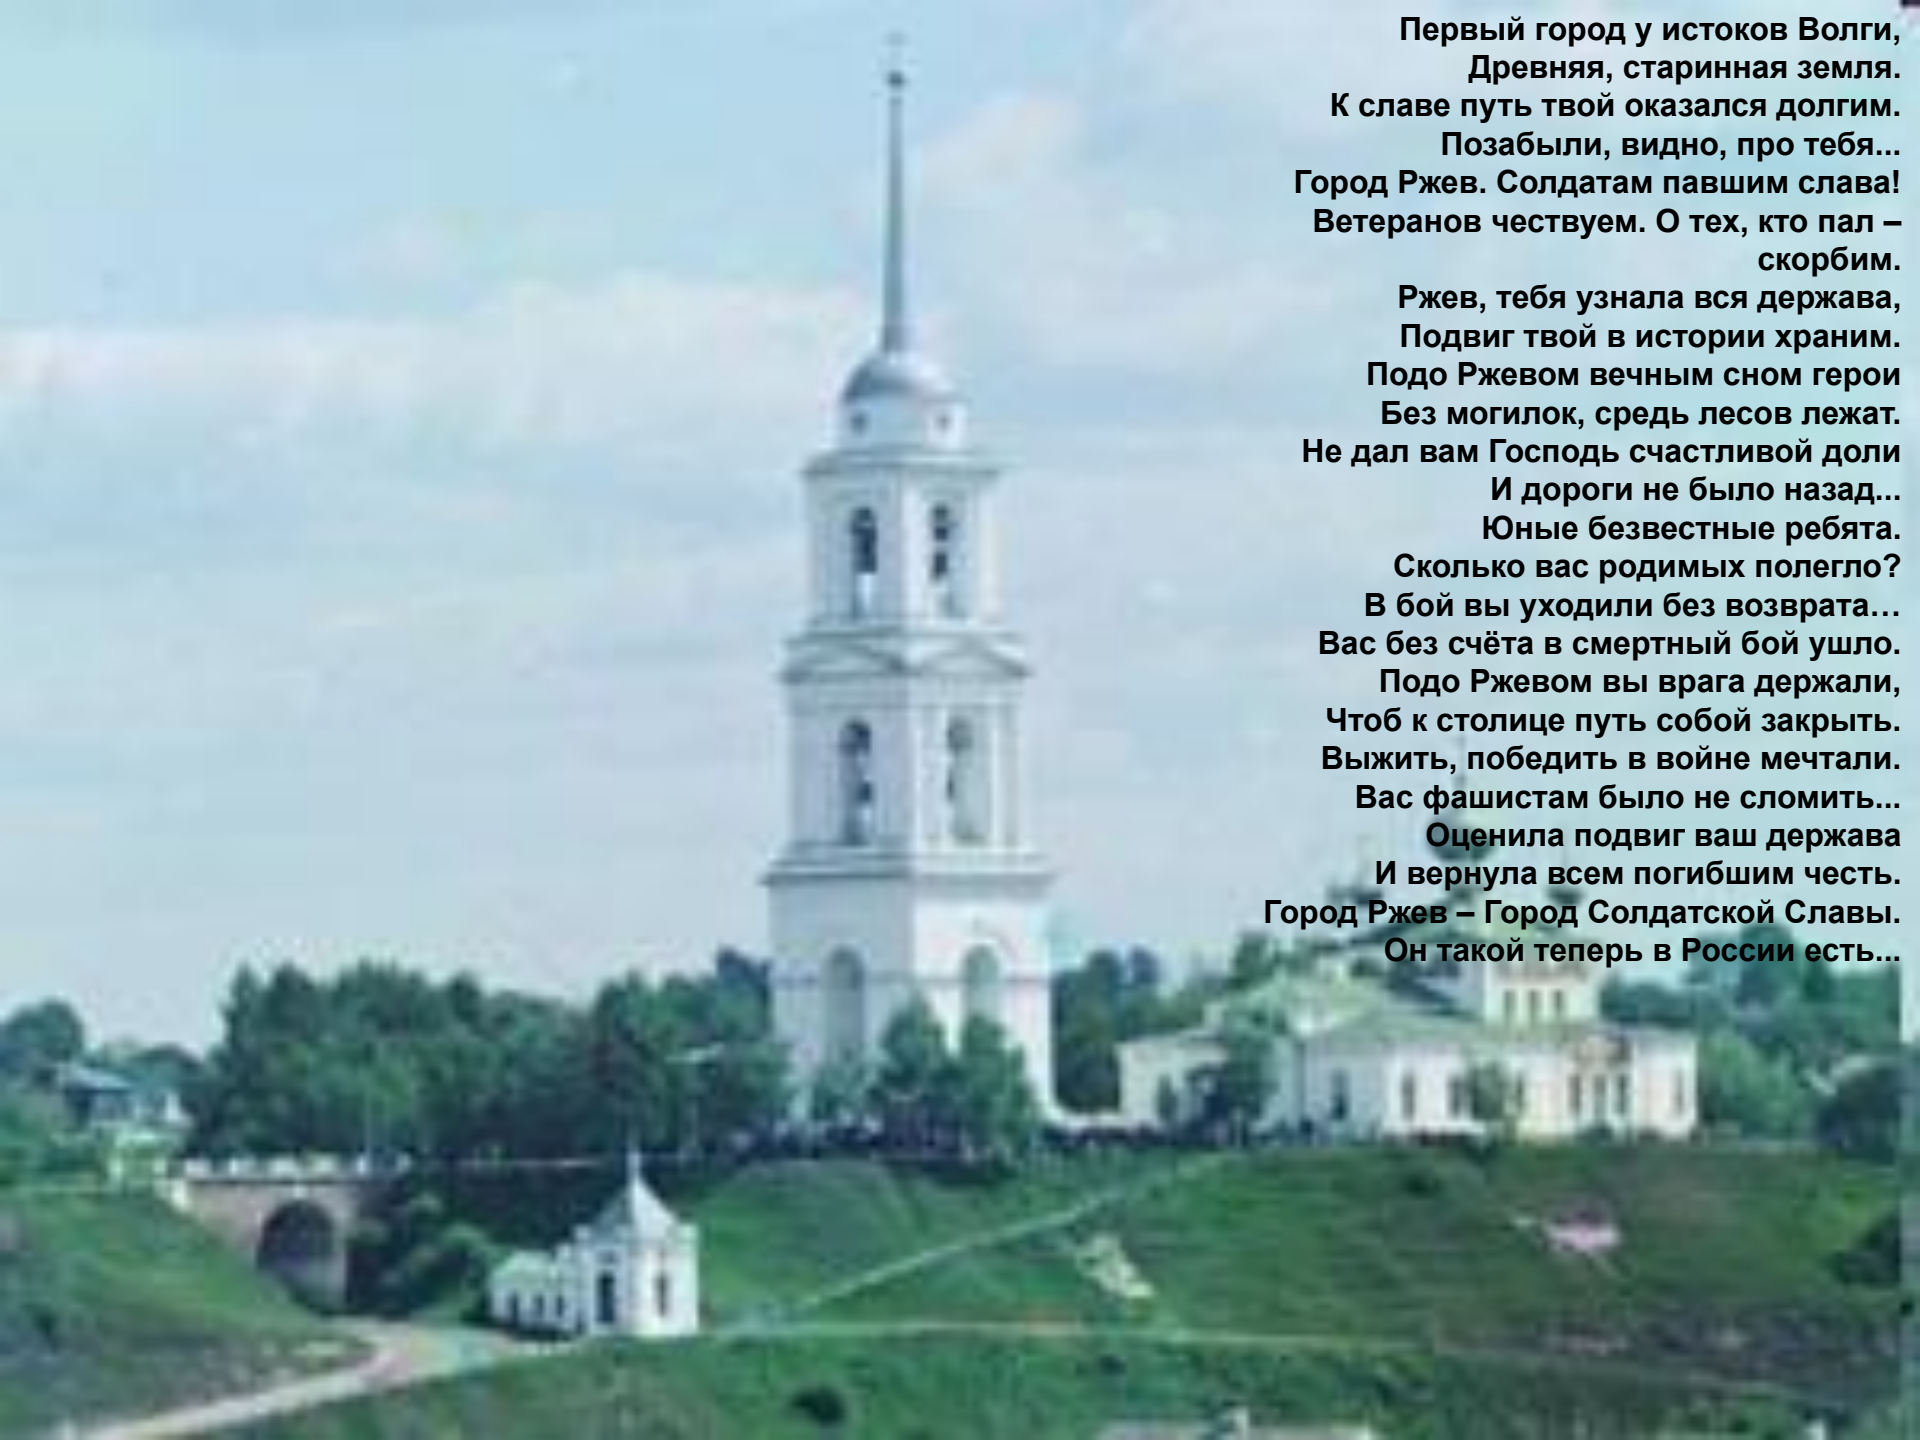 Первый город у истоков Волги,
Древняя, старинная земля.
К славе путь твой оказался долгим.
Позабыли, видно, про тебя...
Город Ржев. Солдатам павшим слава!
Ветеранов чествуем. О тех, кто пал –
скорбим.
Ржев, тебя узнала вся держава,
Подвиг твой в истории храним.
Подо Ржевом вечным сном герои
Без могилок, средь лесов лежат.
Не дал вам Господь счастливой доли
И дороги не было назад...
Юные безвестные ребята.
Сколько вас родимых полегло?
В бой вы уходили без возврата…
Вас без счёта в смертный бой ушло.
Подо Ржевом вы врага держали,
Чтоб к столице путь собой закрыть.
Выжить, победить в войне мечтали.
Вас фашистам было не сломить...
Оценила подвиг ваш держава
И вернула всем погибшим честь.
Город Ржев – Город Солдатской Славы.
Он такой теперь в России есть...